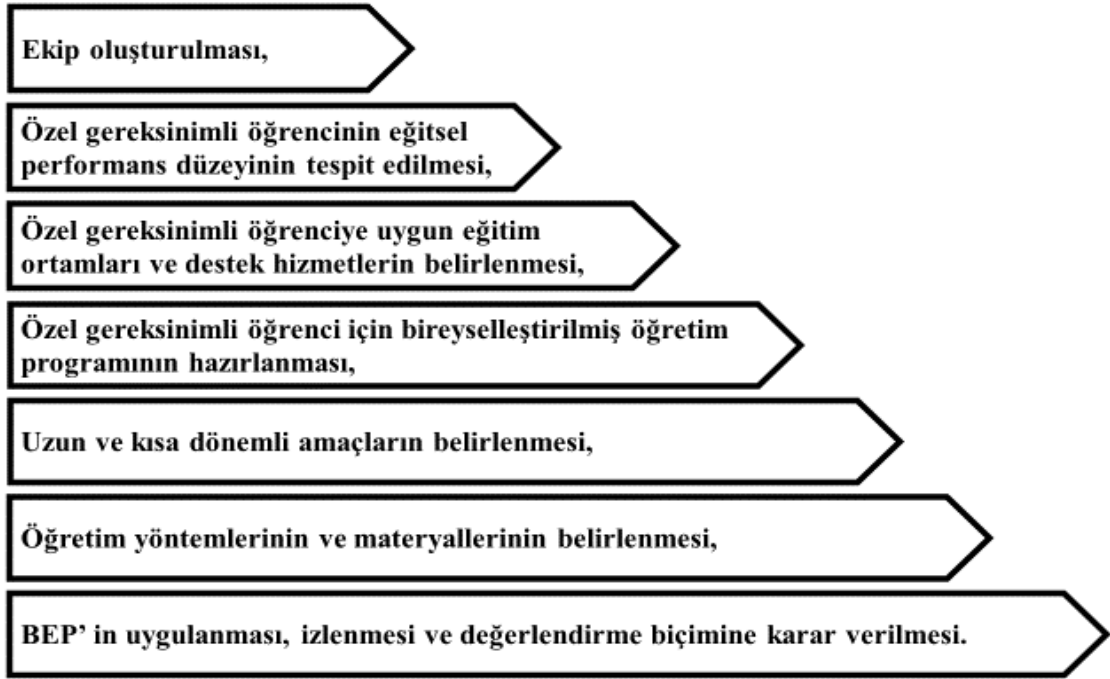 Ekip oluşturulması,
Özel gereksinimli öğrencinin eğitsel
performans düzeyinin tespit edilmesi,
Özel gereksinimli öğrenciye uygun eğitim
ortamları ve destek hizmetlerin belirlenmesi,
Özel gereksinimli öğrenci için bireyselleştirilmiş öğretim
programının hazırlanması,
Uzun ve kısa dönemli amaçların belirlenmesi,
Öğretim yöntemlerinin ve materyallerinin belirlenmesi,
BEP’ in uygulanması, izlenmesi ve değerlendirme biçimine karar verilmesi.